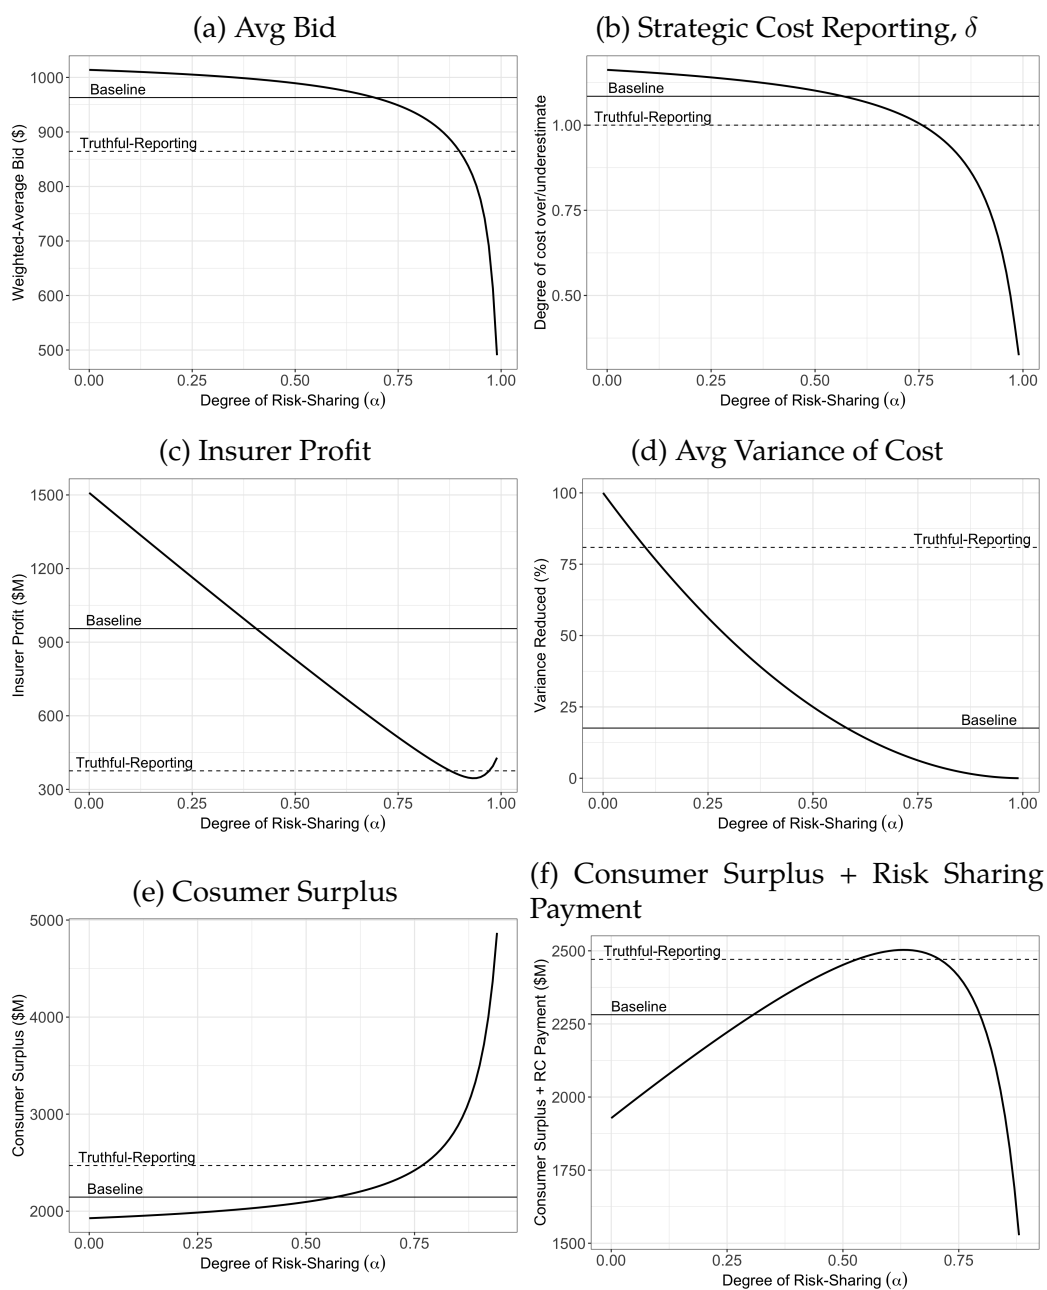 (a) Avg Bid
Weighted-Average Bid ($)
1000
900
800
700
600
500
Baseline
Truthful-Reporting
0.00 0.25 0.50 0.75 1.00
Degree of Risk-Sharing (α)
(b) Strategic Cost Reporting, δ
Degree of cost over/underestimate
1.00
0.75
0.50
Baseline
Truthful-Reporting
0.00 0.25 0.50 0.75 1.00
Degree of Risk-Sharing (α)
(c) Insurer Profit
Insurer Profit ($M)
1500
1200
900
600
300
Baseline
Truthful-Reporting
0.00 0.25 0.50 0.75 1.00
Degree of Risk-Sharing (α)
(d) Avg Variance of Cost
Variance Reduced (%)
100
75
50
25
0
Truthful-Reporting
Baseline
0.00 0.25 0.50 0.75 1.00
Degree of Risk-Sharing (α)
(e) Cosumer Surplus
Consumer Surplus ($M)
5000
4000
3000
2000
Truthful-Reporting
Baseline
0.00 0.25 0.50 0.75
Degree of Risk-Sharing (α)
(f) Consumer Surplus + Risk Sharing
Payment
Consumer Surplus + RC Payment ($M)
2500
2250
2000
1750
1500
Truthful-Reporting
Baseline
0.00 0.25 0.50 0.75
Degree of Risk-Sharing (α)